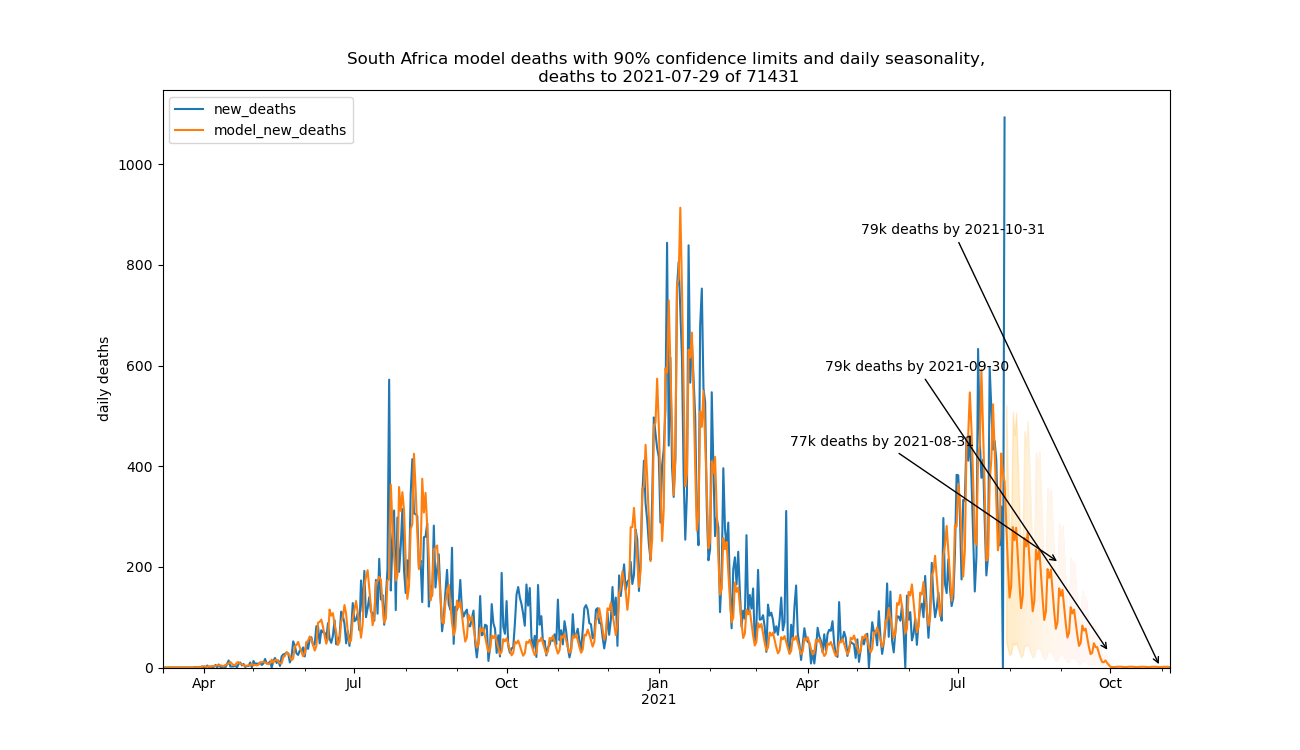 South Africa model deaths with 90% confidence limits and daily seasonality,
deaths to 2021-07-29 of 71431
new_deaths
model_new_deaths
1000
800
600
400
200
0
daily deaths
79k deaths by 2021-10-31
79k deaths by 2021-09-30
77k deaths by 2021-08-31
Apr
Jul
Oct
Jan
2021
Apr
Jul
Oct